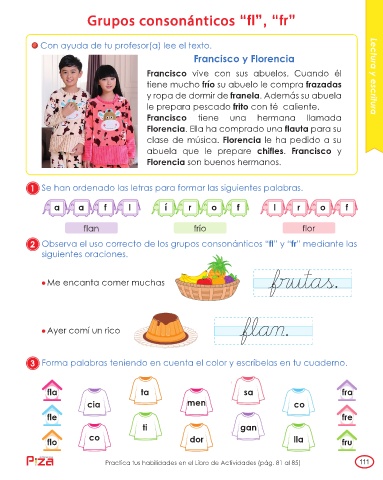 Grupos consonánticos “fl”, “fr”
Lectura y escritura
Con ayuda de tu profesor(a) lee el texto.
Francisco y Florencia
Francisco vive con sus abuelos. Cuando él
tiene mucho frío su abuelo le compra frazadas
y ropa de dormir de franela. Además su abuela
le prepara pescado frito con té caliente.
Francisco tiene una hermana llamada
Florencia. Ella ha comprado una flauta para su
clase de música. Florencia le ha pedido a su
abuela que le prepare chifles. Francisco y
Florencia son buenos hermanos.
1 Se han ordenado las letras para formar las siguientes palabras.
a a f l í r o f l r o f
flan frío flor
2 Observa el uso correcto de los grupos consonánticos “fl” y “fr” mediante las
siguientes oraciones.
Me encanta comer muchas frutas.
Ayer comí un rico flan.
3 Forma palabras teniendo en cuenta el color y escríbelas en tu cuaderno.
fla ta sa fra
cia men co
fle fre
ti gan
flo co dor lla fru
Pizza
Practica tus habilidades en el Libro de Actividades (pág. 81 al 85)
111